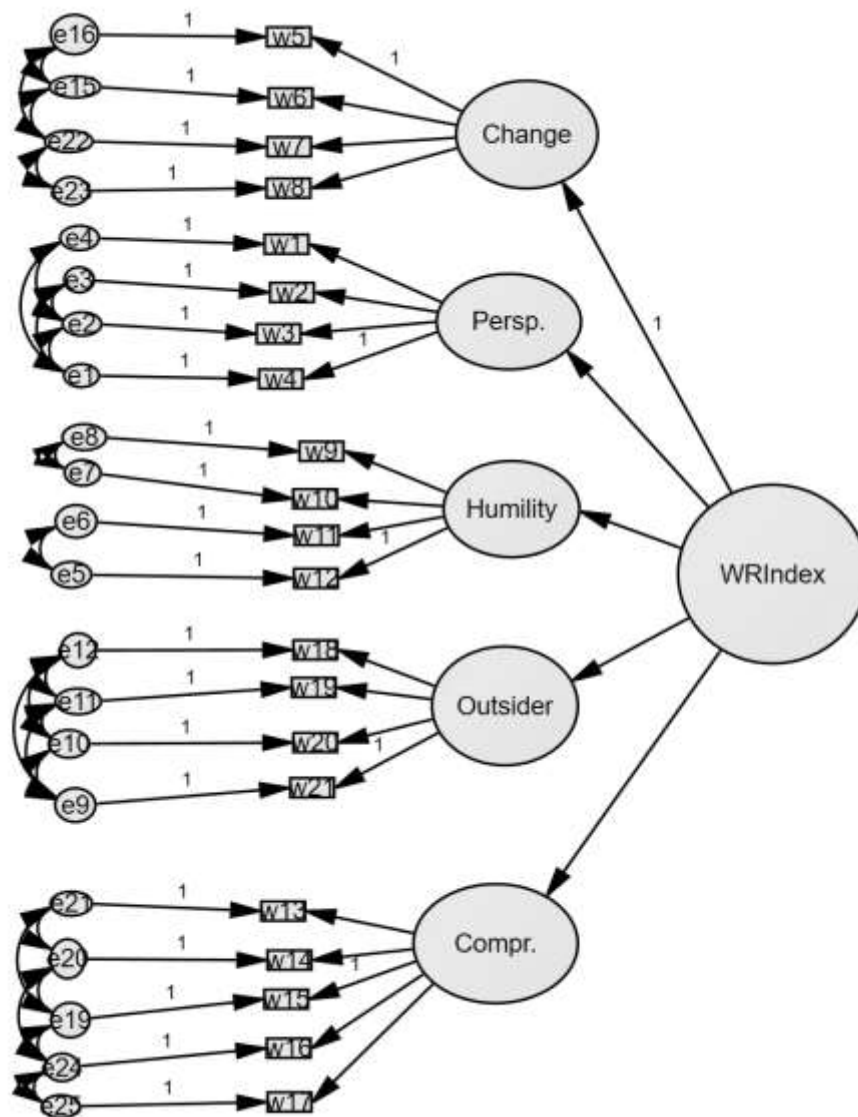 e16 1 w5 1
e15 1 w6
Change
e22 1 w7
e23 1 w8
e4 1 w1
e3 1 w2
Persp. 1
e2 1 w3 1
e1 1 w4
e8 1 w9
e7 1 w10
Humility
e6 1 w11 1
e5 1 w12
WRIndex
e12 1 w18
e11 1 w19
Outsider
e10 1 w20 1
e9 1 w21
e21 1 w13
e20 1 w14 1
Compr.
e19 1 w15
e24 1 w16
e25 1 w17